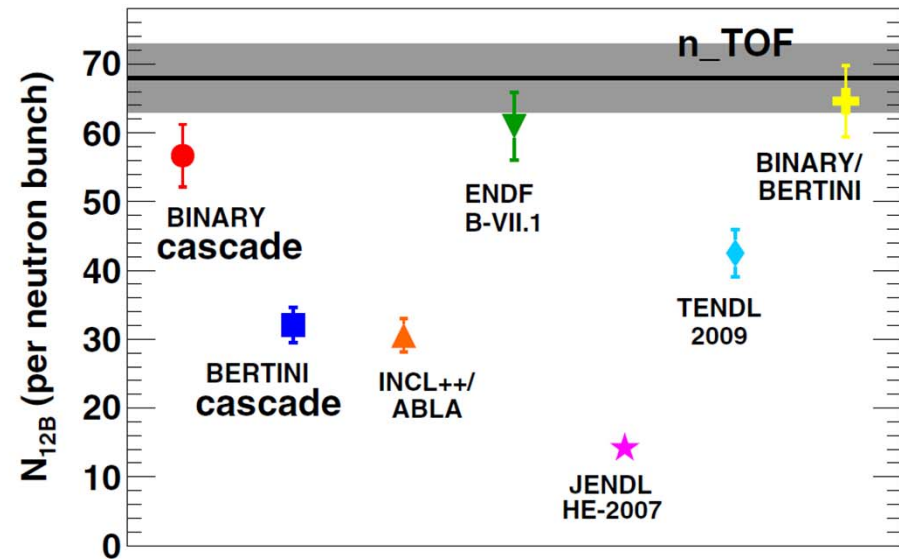 N12B (per neutron bunch)
70
60
50
40
30
20
10
0
n_TOF
BINARY
cascade
BERTINI
cascade
INCL++/
ABLA
ENDF
B-VII.1
JENDL
HE-2007
TENDL
2009
BINARY/
BERTINI